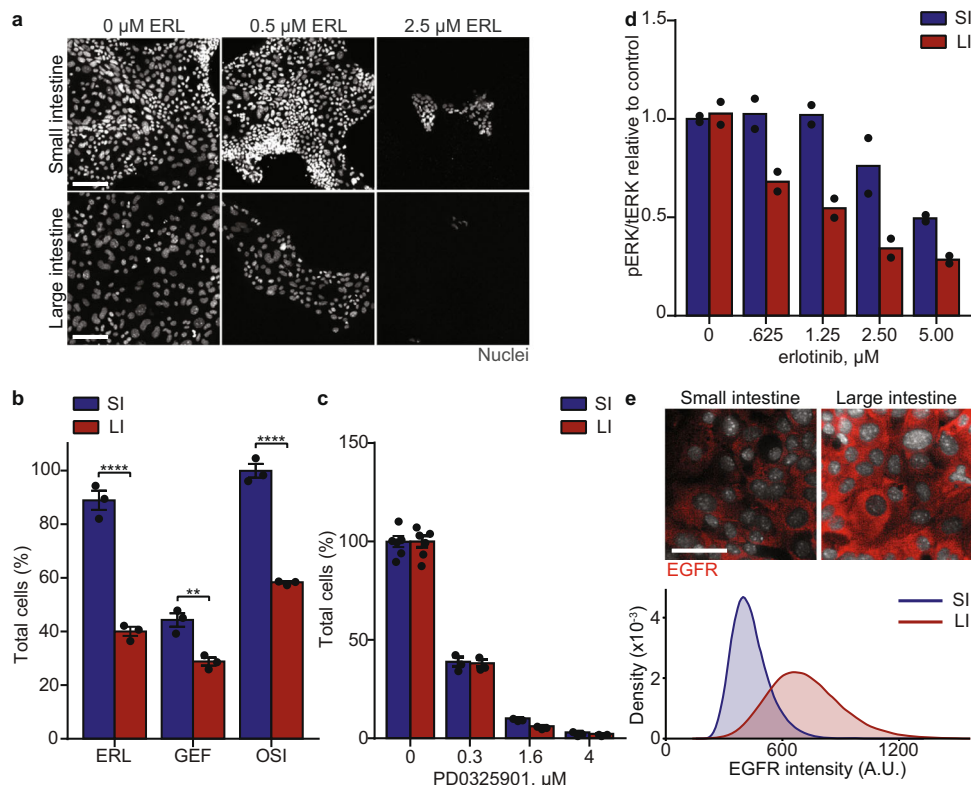 a
0 µM ERL 0.5 µM ERL 2.5 µM ERL
Small intestine
Large intestine
Nuclei
b
SI
LI
Total cells (%)
100
80
60
40
20
0
****
**
****
ERL GEF OSI
c
SI
LI
Total cells (%)
150
100
50
0
0 0.3 1.6 4
PD0325901, µM
d
SI
LI
pERK/tERK relative to control
1.5
1.0
0.5
0
0 .625 1.25 2.50 5.00
erlotinib, µM
e
Small intestine Large intestine
EGFR
SI
LI
Density (x10⁻³)
4
2
0
0 600 1200
EGFR intensity (A.U.)